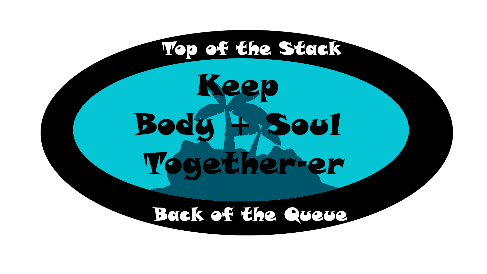 Top of the Stack
Keep
Body + Soul
Together-er
Back of the Queue